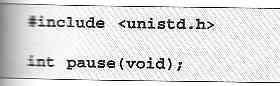 #include <unistd.h>
int pause(void);